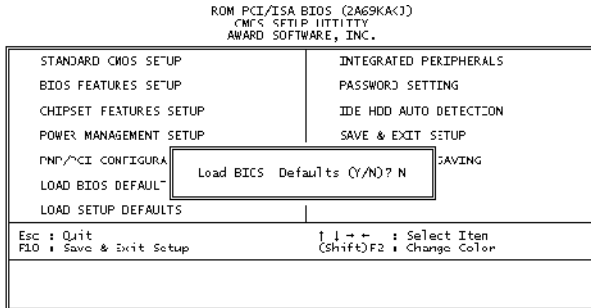 ROM PCI/ISA BIOS (2A69KAKJ)
CMOS SETUP UTILITY
AWARD SOFTWARE, INC.
STANDARD CMOS SETUP
INTEGRATED PERIPHERALS
BIOS FEATURES SETUP
PASSWORD SETTING
CHIPSET FEATURES SETUP
IDE HDD AUTO DETECTION
POWER MANAGEMENT SETUP
SAVE & EXIT SETUP
PNP/PCI CONFIGURA
SAVING
Load BIOS Defaults (Y/N)? N
LOAD BIOS DEFAULT
LOAD SETUP DEFAULTS
Esc : Quit
↑ ↓ → ← : Select Item
F10 : Save & Exit Setup
(Shift)F2 : Change Color